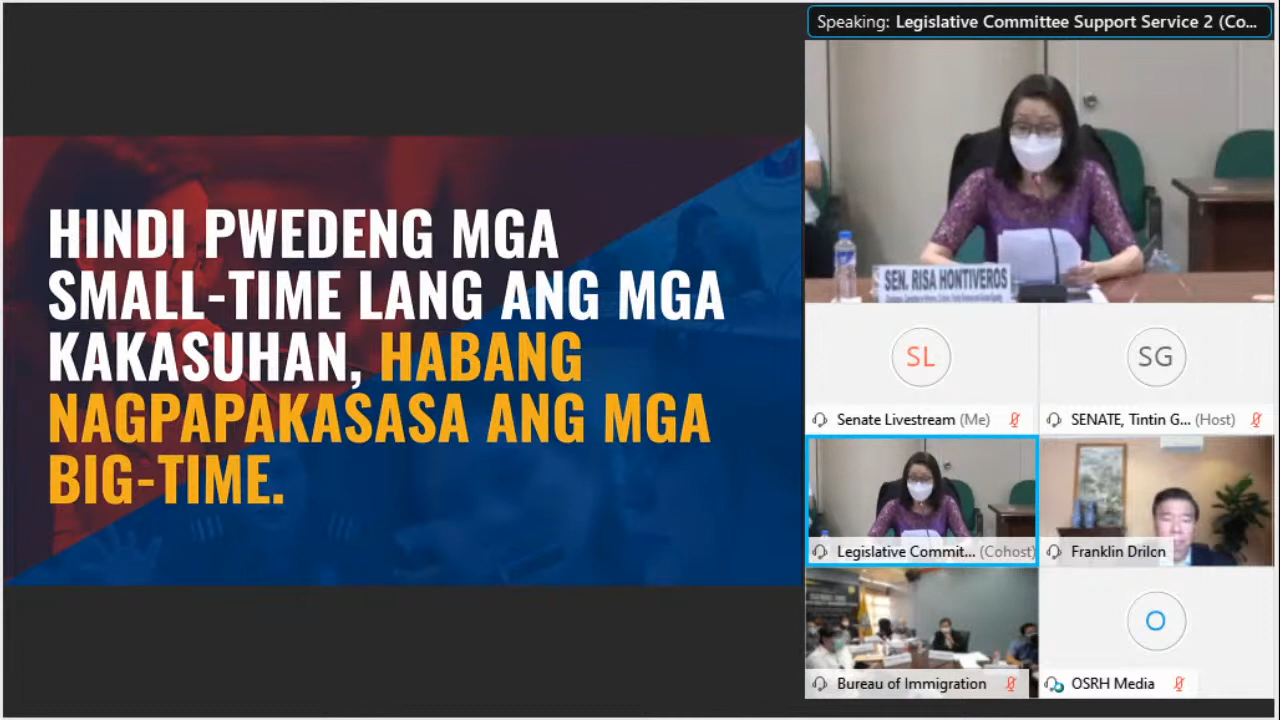 HINDI PWEDENG MGA
SMALL-TIME LANG ANG MGA
KAKASUHAN, HABANG
NAGPAPAKASASA ANG MGA
BIG-TIME.
Speaking: Legislative Committee Support Service 2 (Co...
SEN. RISA HONTIVEROS
SL
SG
Senate Livestream (Me)
SENATE, Tintin G... (Host)
Legislative Commit... (Cohost)
Franklin Drilon
O
Bureau of Immigration
OSRH Media